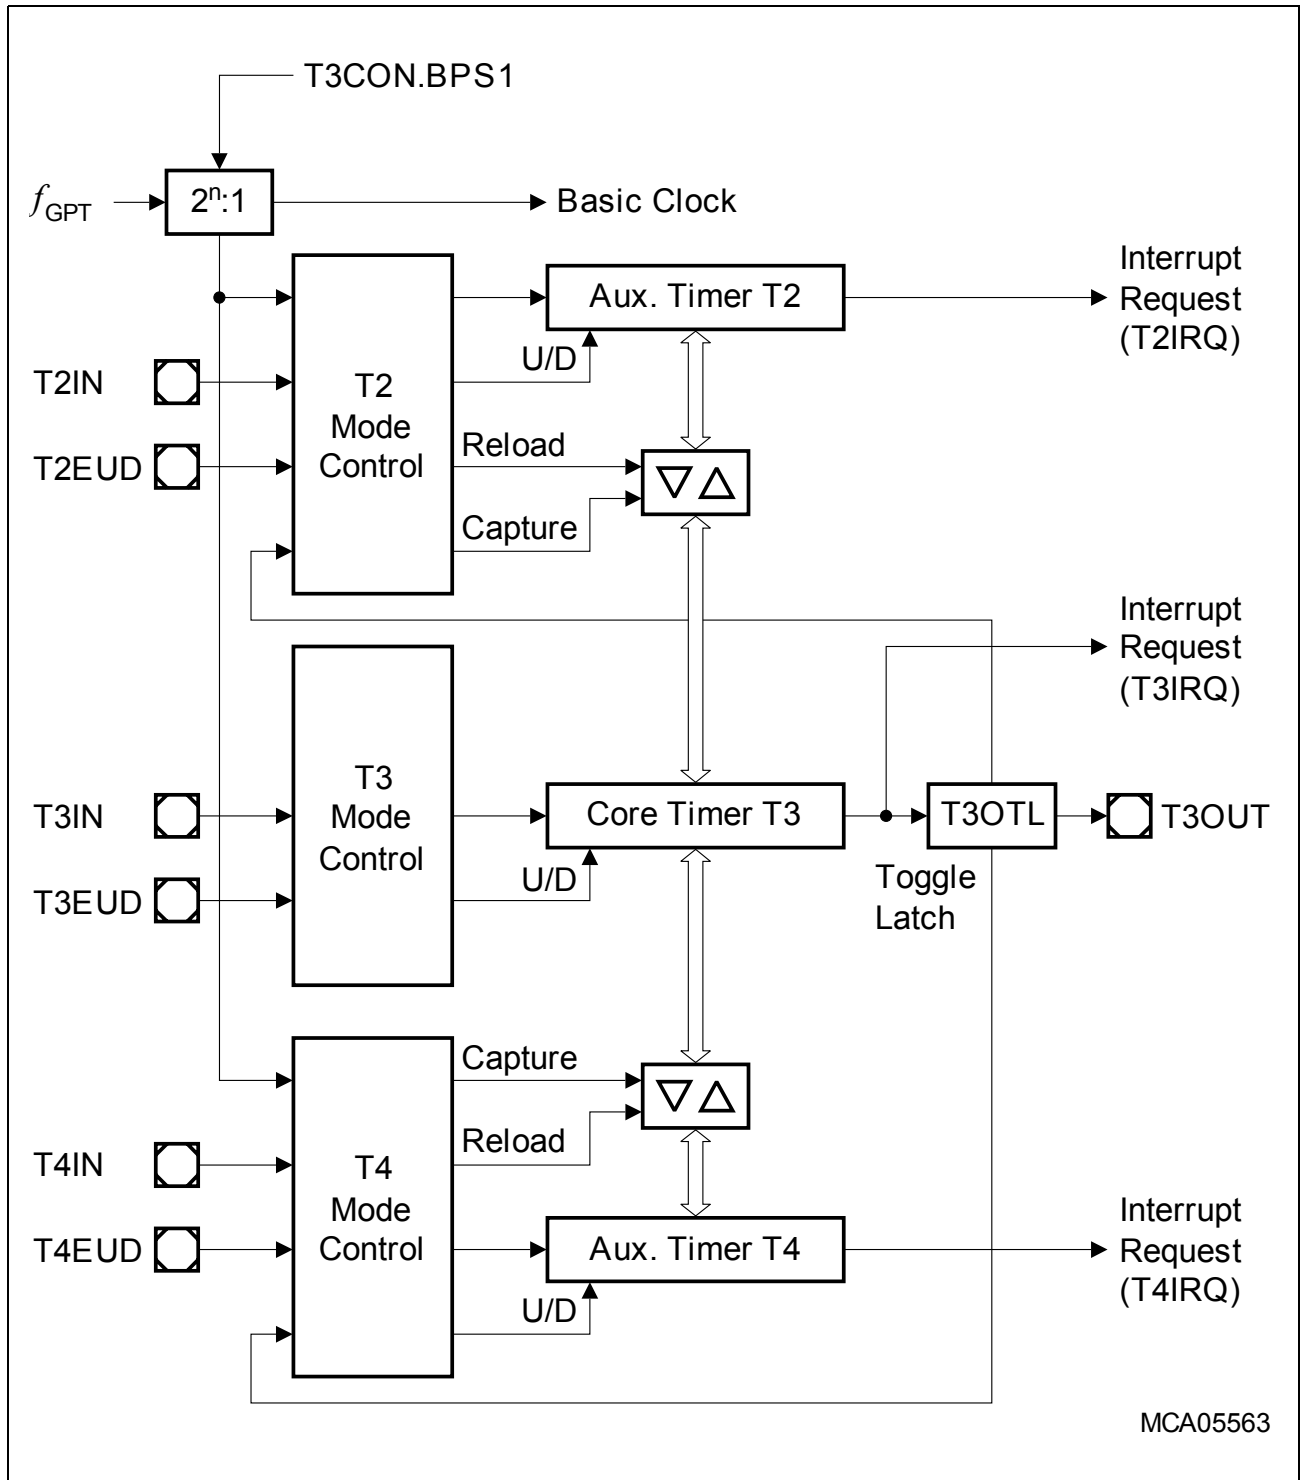 T3CON.BPS1
fGPT
2ⁿ:1
Basic Clock
Interrupt
Request
(T2IRQ)
Aux. Timer T2
U/D
T2IN
T2
Mode
Control
T2EUD
Reload
Capture
Interrupt
Request
(T3IRQ)
T3
Mode
Control
T3IN
Core Timer T3
T3OTL
T3OUT
U/D
Toggle
Latch
T3EUD
Capture
Reload
T4IN
T4
Mode
Control
T4EUD
Aux. Timer T4
U/D
Interrupt
Request
(T4IRQ)
MCA05563